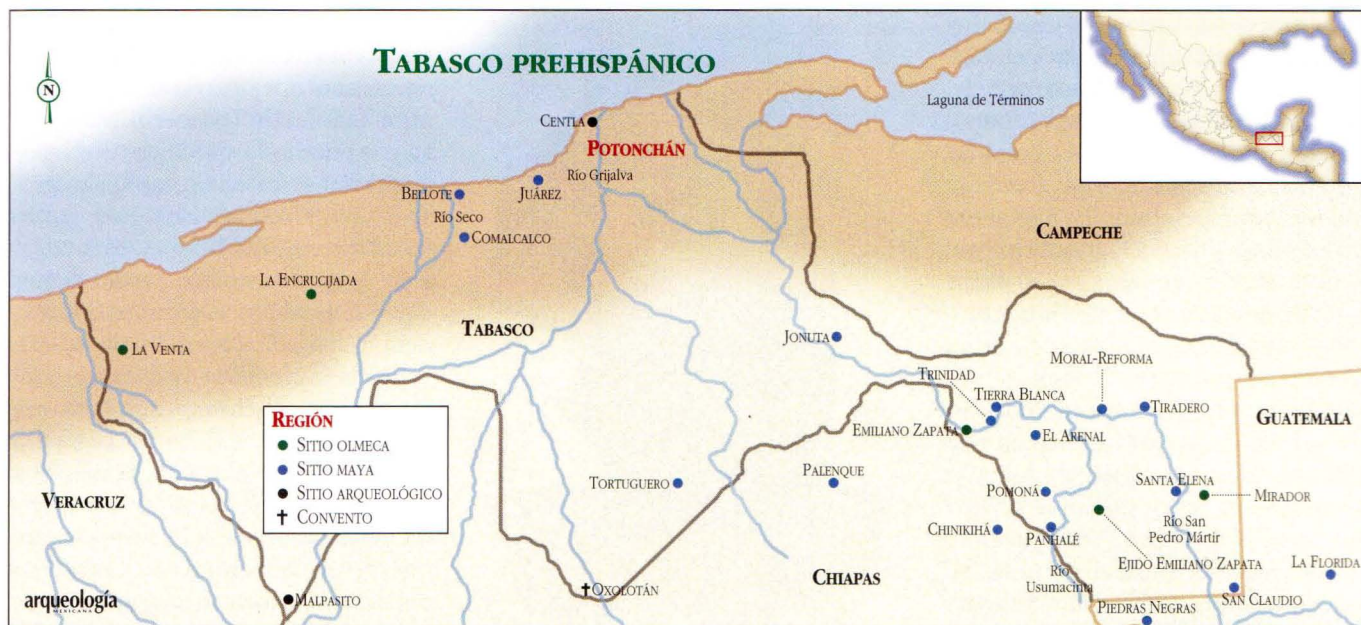 TABASCO PREHISPÁNICO
N
Laguna de Términos
CENTLA
POTONCHÁN
Río Grijalva
BELLOTE
JUÁREZ
Río Seco
COMALCALCO
CAMPECHE
LA ENCRUCIJADA
TABASCO
LA VENTA
JONUTA
MORAL-REFORMA
TRINIDAD
TIERRA BLANCA
TIRADERO
GUATEMALA
EMILIANO ZAPATA
EL ARENAL
REGIÓN
SITIO OLMECA
SITIO MAYA
SITIO ARQUEOLÓGICO
CONVENTO
VERACRUZ
TORTUGUERO
PALENQUE
POMONÁ
SANTA ELENA
MIRADOR
CHINIKIHÁ
PANHALÉ
Río San
Pedro Mártir
EJIDO EMILIANO ZAPATA
LA FLORIDA
CHIAPAS
Río
Usumacinta
OXOLOTÁN
MALPASITO
SAN CLAUDIO
PIEDRAS NEGRAS
arqueología
MEXICANA